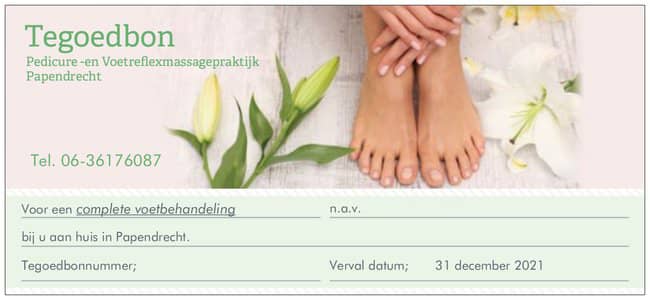 Tegoedbon
Pedicure -en Voetreflexmassagepraktijk
Papendrecht
Tel. 06-36176087
Voor een complete voetbehandeling n.a.v.
bij u aan huis in Papendrecht.
Tegoedbonnummer; Verval datum; 31 december 2021